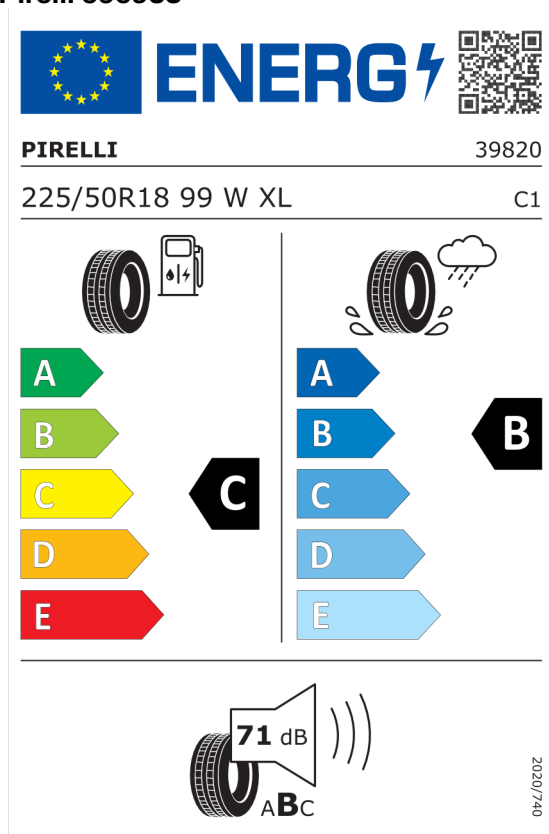 ENERG
PIRELLI 39820
225/50R18 99 W XL C1
A A
B B B
C C C
D D
E E
71 dB
ABC
2020/740